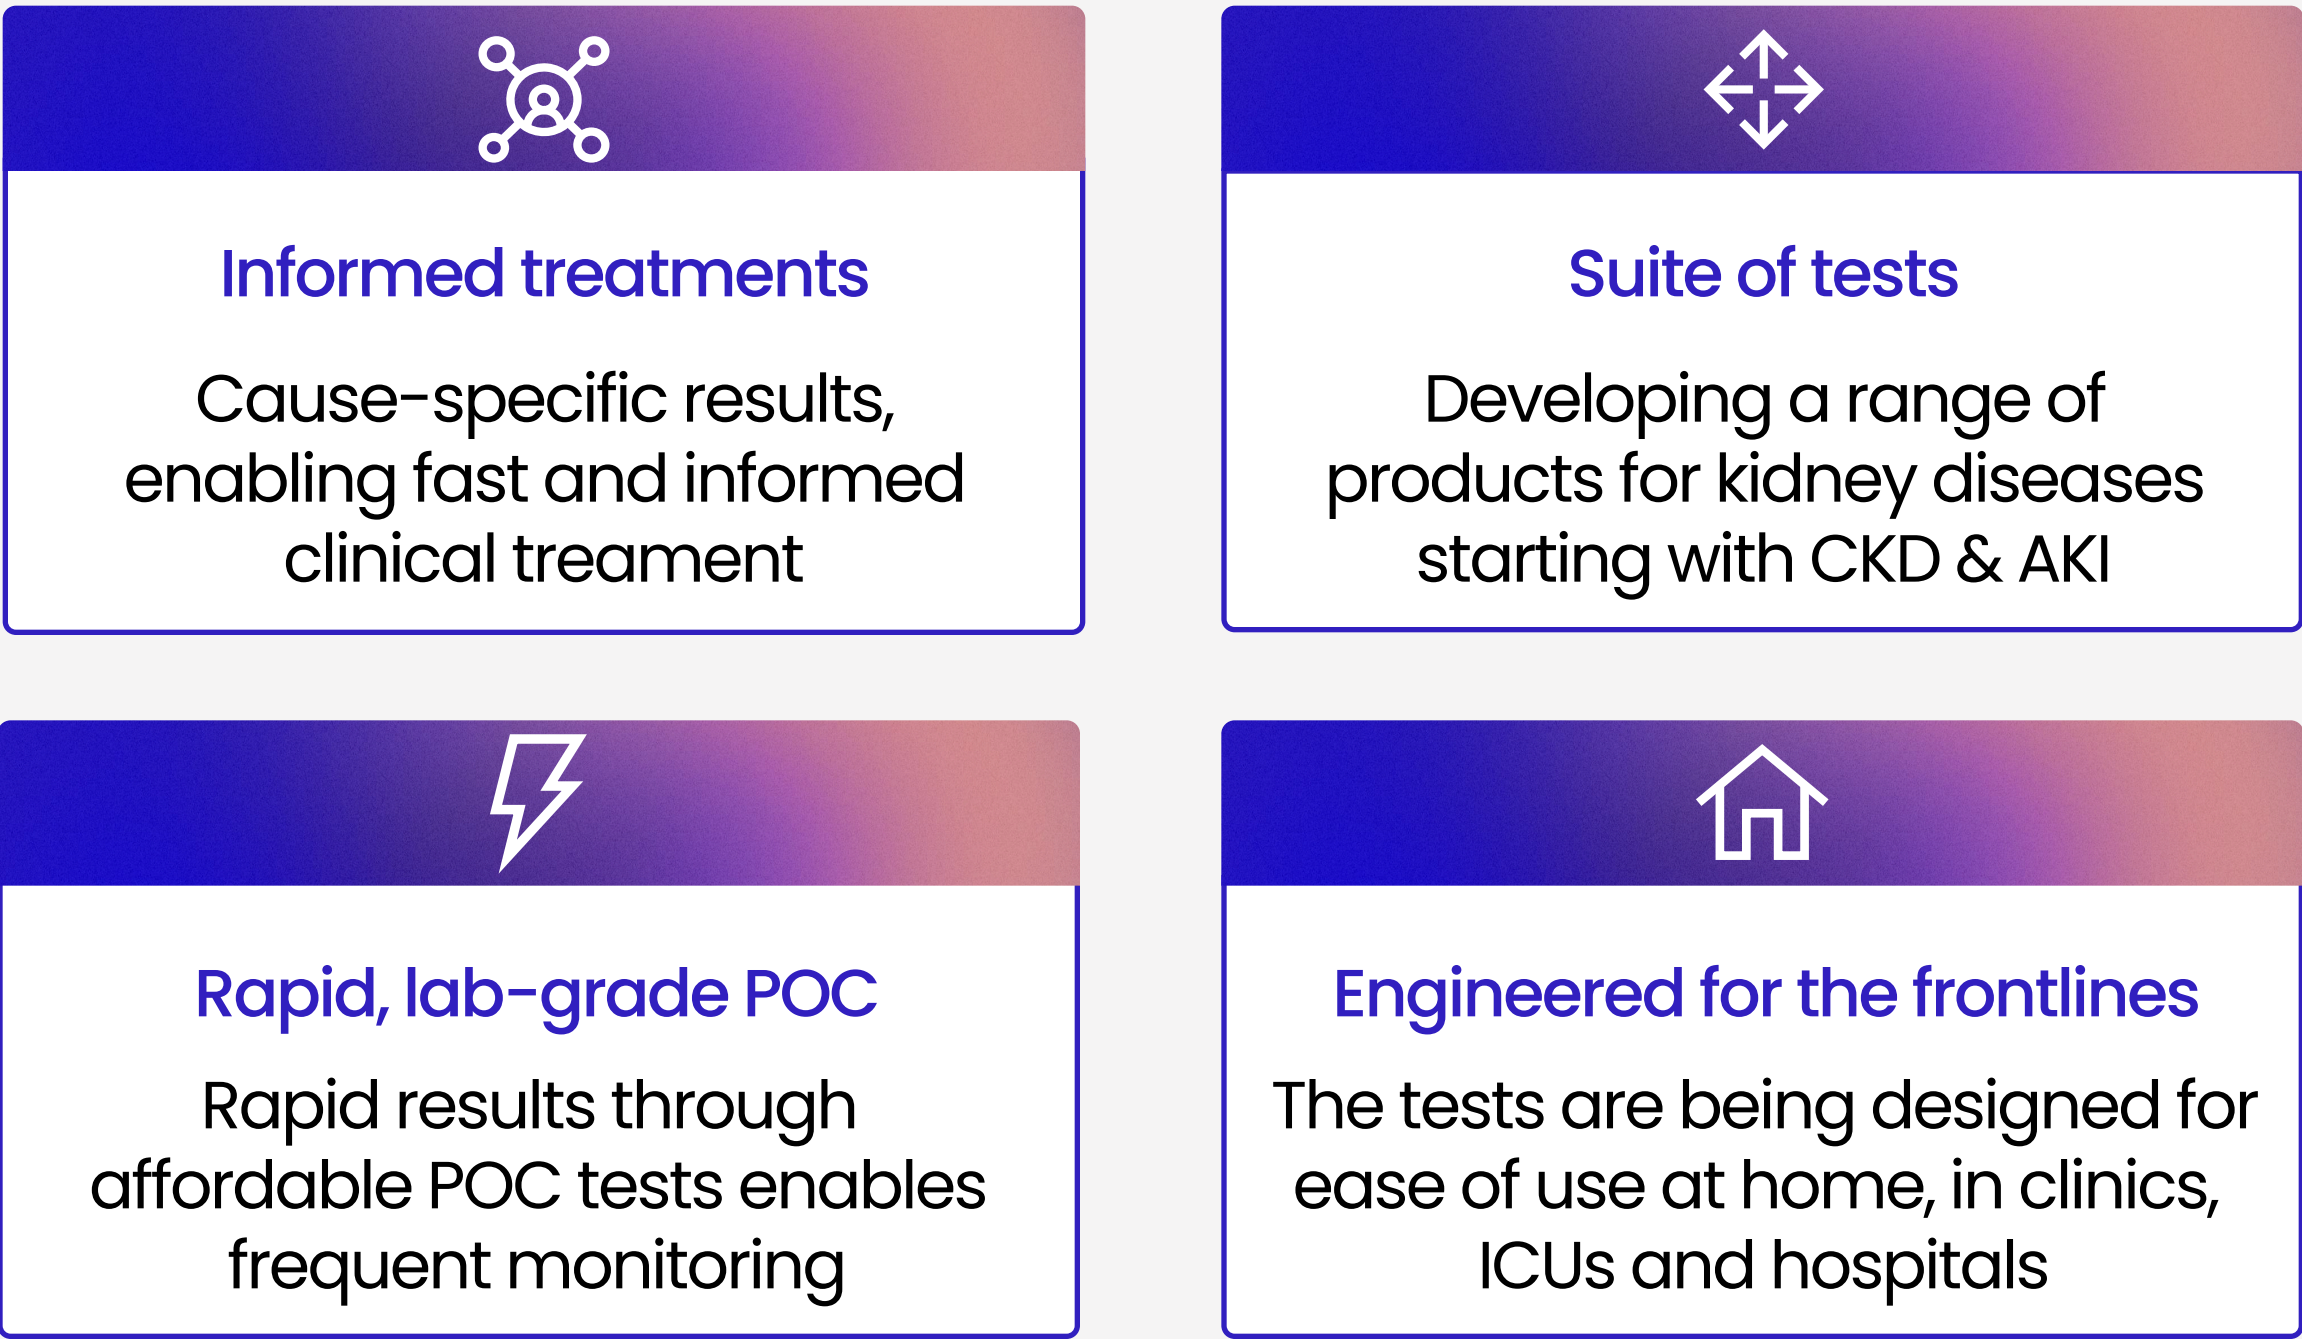 Informed treatments
Cause-specific results,
enabling fast and informed
clinical treament
Suite of tests
Developing a range of
products for kidney diseases
starting with CKD & AKI
Rapid, lab-grade POC
Rapid results through
affordable POC tests enables
frequent monitoring
Engineered for the frontlines
The tests are being designed for
ease of use at home, in clinics,
ICUs and hospitals